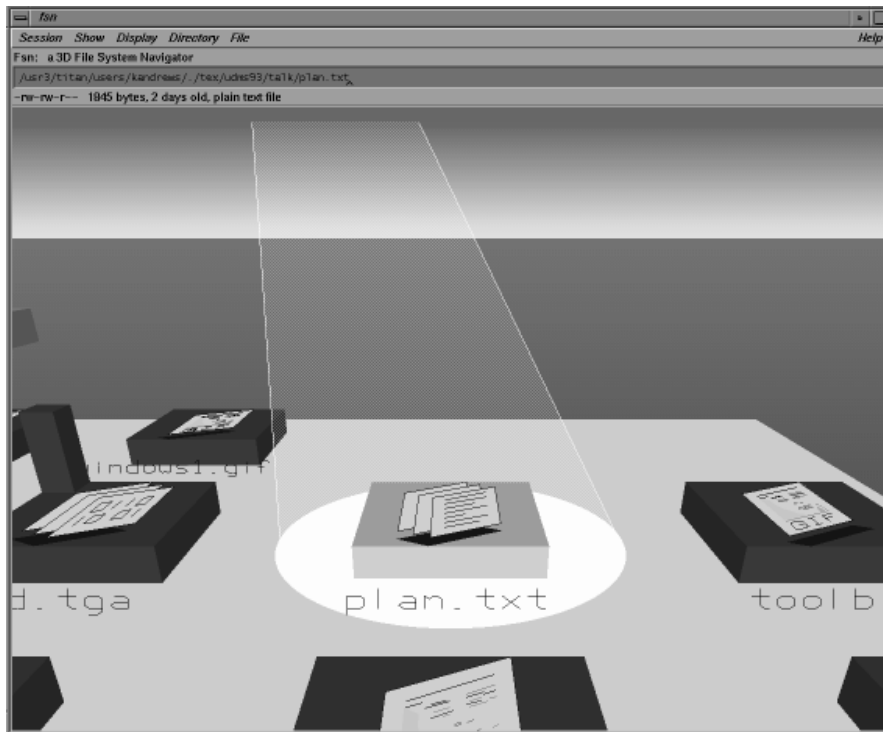 fsn
Session Show Display Directory File Help
Fsn: a 3D File System Navigator
/usr3/titan/users/kandrews/./tex/udms93/talk/plan.txt
-rw-rw-r-- 1845 bytes, 2 days old, plain text file
windows1.gif
GIF
d.tga plan.txt toolb